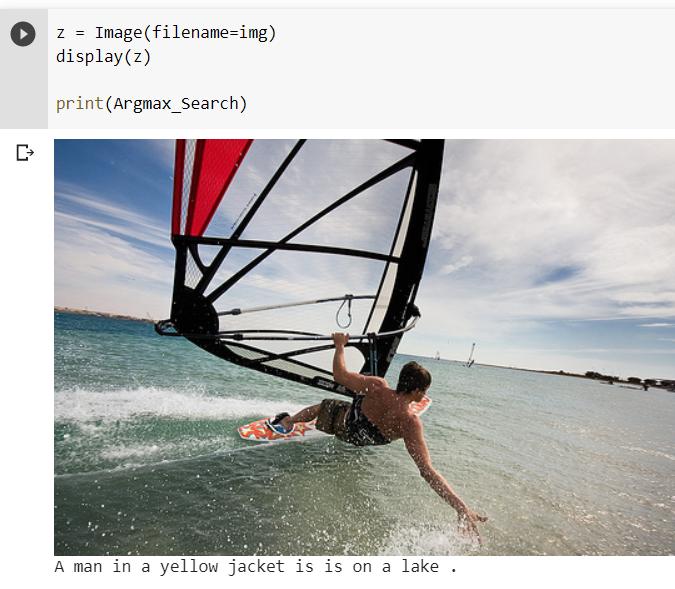 z = Image(filename=img)
display(z)
print(Argmax_Search)
A man in a yellow jacket is is on a lake .